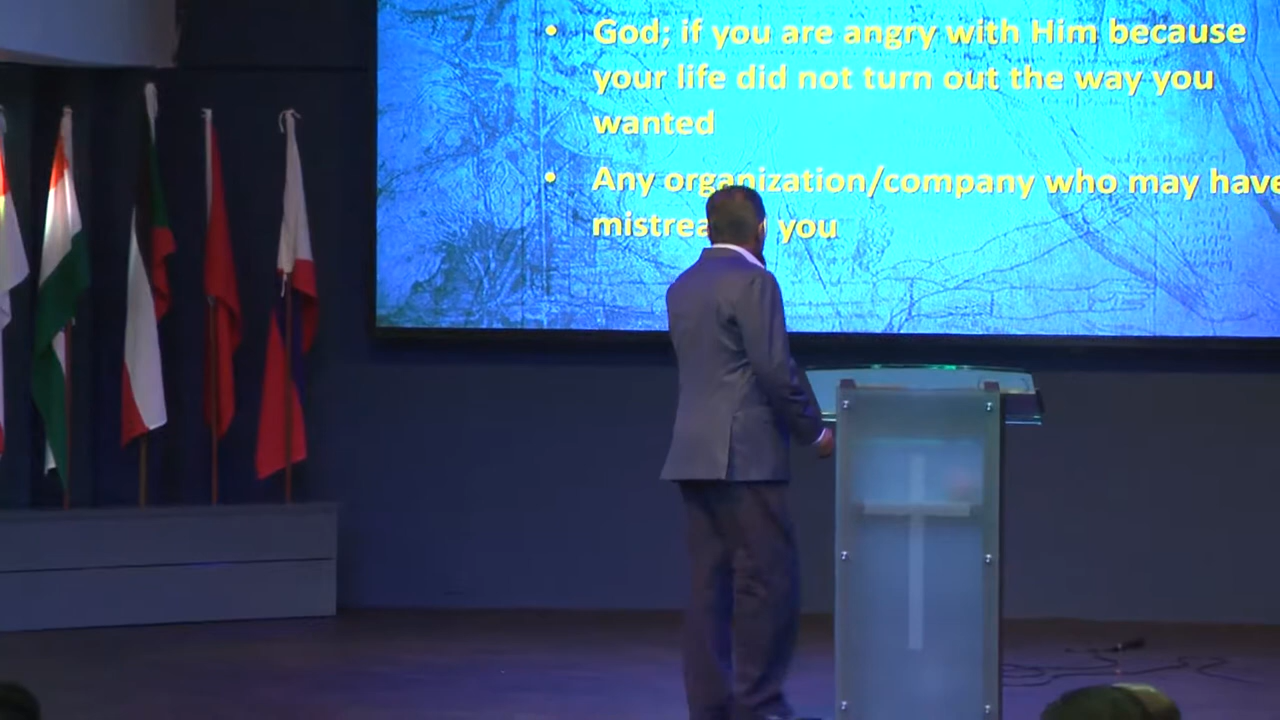 • God; if you are angry with Him because
your life did not turn out the way you
wanted
• Any organization/company who may have
you